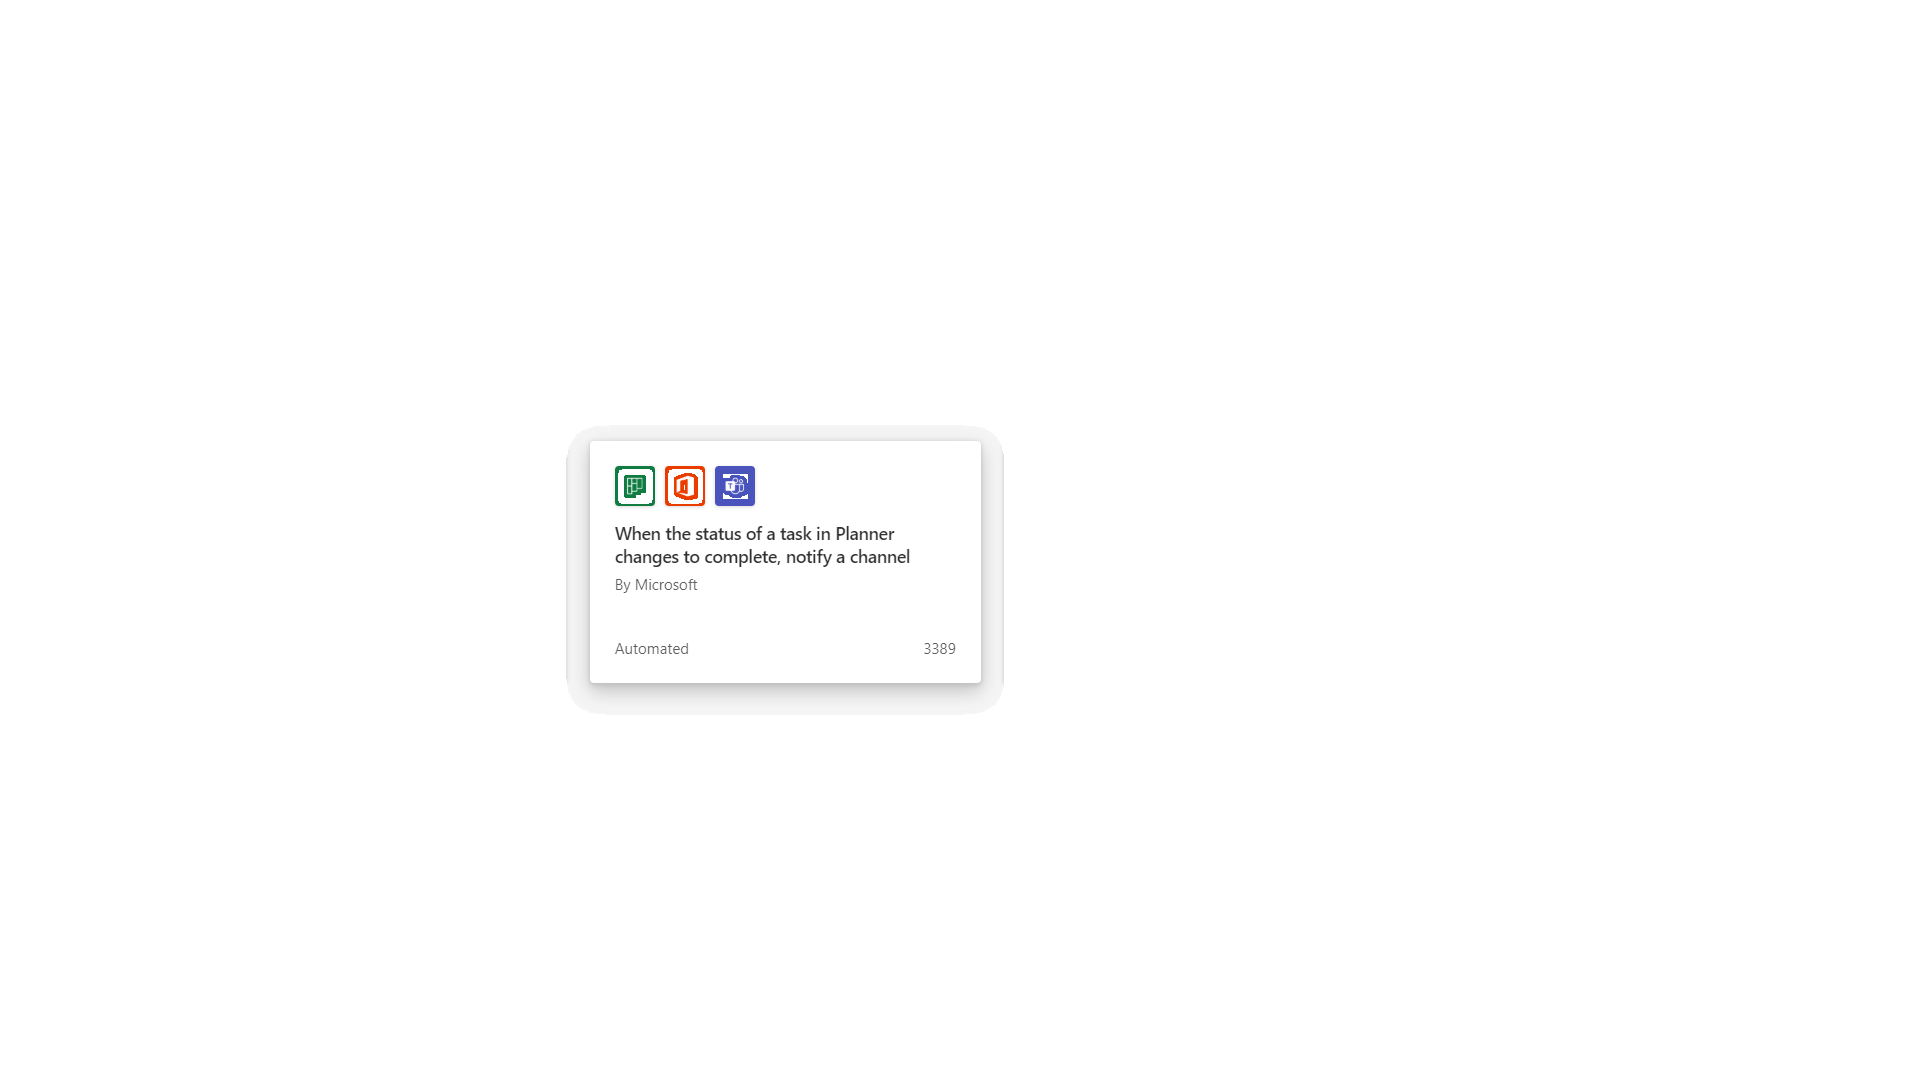 When the status of a task in Planner
changes to complete, notify a channel
By Microsoft
Automated 3389